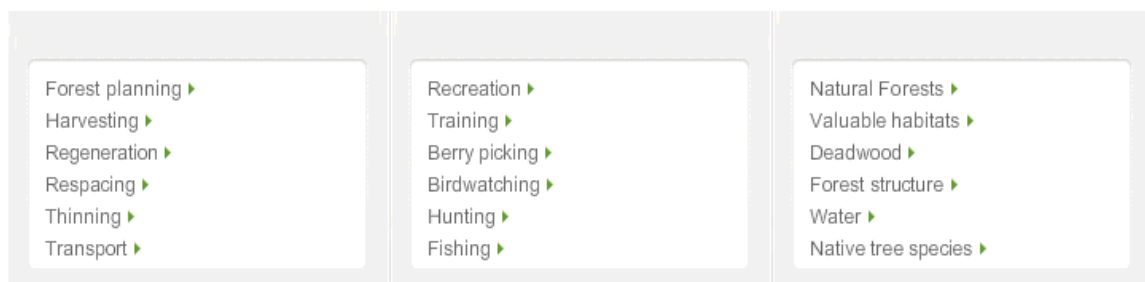 Forest planning
Harvesting
Regeneration
Respacing
Thinning
Transport
Recreation
Training
Berry picking
Birdwatching
Hunting
Fishing
Natural Forests
Valuable habitats
Deadwood
Forest structure
Water
Native tree species